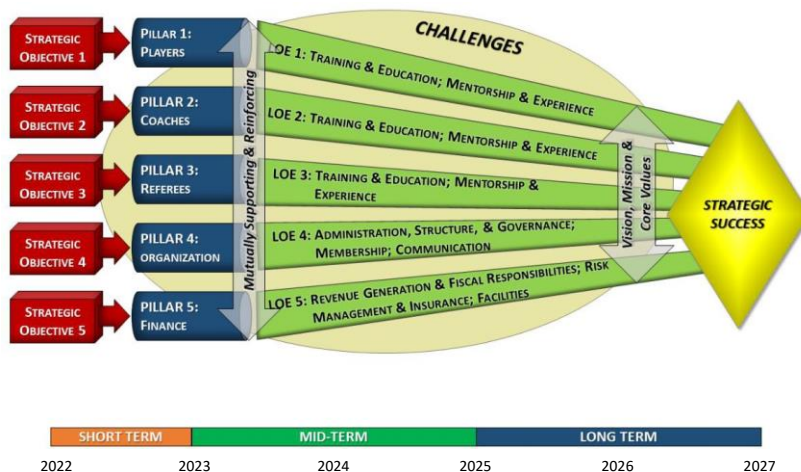 CHALLENGES
STRATEGIC
OBJECTIVE 1
PILLAR 1:
PLAYERS
LOE 1: TRAINING & EDUCATION; MENTORSHIP & EXPERIENCE
STRATEGIC
OBJECTIVE 2
PILLAR 2:
COACHES
LOE 2: TRAINING & EDUCATION; MENTORSHIP & EXPERIENCE
STRATEGIC
OBJECTIVE 3
PILLAR 3:
REFEREES
LOE 3: TRAINING & EDUCATION; MENTORSHIP &
EXPERIENCE
STRATEGIC
OBJECTIVE 4
PILLAR 4:
ORGANIZATION
LOE 4: ADMINISTRATION, STRUCTURE, & GOVERNANCE;
MEMBERSHIP; COMMUNICATION
STRATEGIC
OBJECTIVE 5
PILLAR 5:
FINANCE
LOE 5: REVENUE GENERATION & FISCAL RESPONSIBILITIES; RISK
MANAGEMENT & INSURANCE; FACILITIES
Mutually Supporting & Reinforcing
Vision, Mission &
Core Values
STRATEGIC
SUCCESS
SHORT TERM MID-TERM LONG TERM
2022 2023 2024 2025 2026 2027